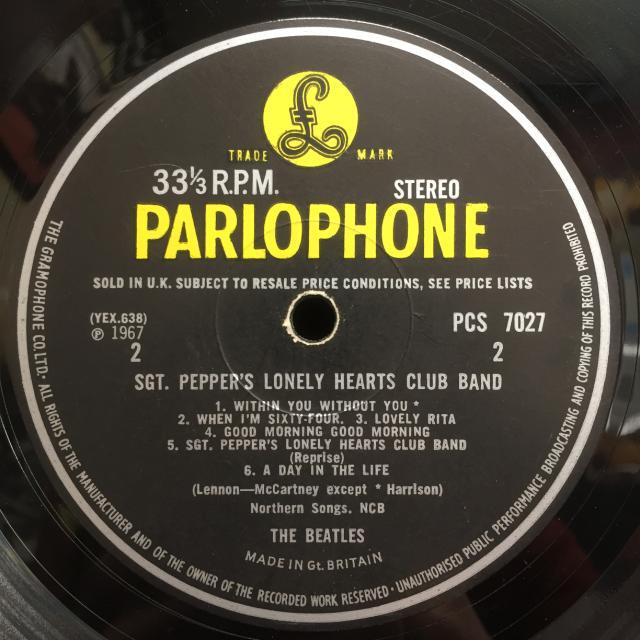 £
TRADE MARK
33⅓ R.P.M. STEREO
PARLOPHONE
SOLD IN U.K. SUBJECT TO RESALE PRICE CONDITIONS, SEE PRICE LISTS
(YEX.638) PCS 7027
℗ 1967
2 2
SGT. PEPPER'S LONELY HEARTS CLUB BAND
1. WITHIN YOU WITHOUT YOU *
2. WHEN I'M SIXTY-FOUR. 3. LOVELY RITA
4. GOOD MORNING GOOD MORNING
5. SGT. PEPPER'S LONELY HEARTS CLUB BAND
(Reprise)
6. A DAY IN THE LIFE
(Lennon—McCartney except * Harrison)
Northern Songs. NCB
THE BEATLES
MADE IN Gt. BRITAIN
THE GRAMOPHONE CO. LTD. · ALL RIGHTS OF THE MANUFACTURER AND OF THE OWNER OF THE RECORDED WORK RESERVED · UNAUTHORISED PUBLIC PERFORMANCE BROADCASTING AND COPYING OF THIS RECORD PROHIBITED